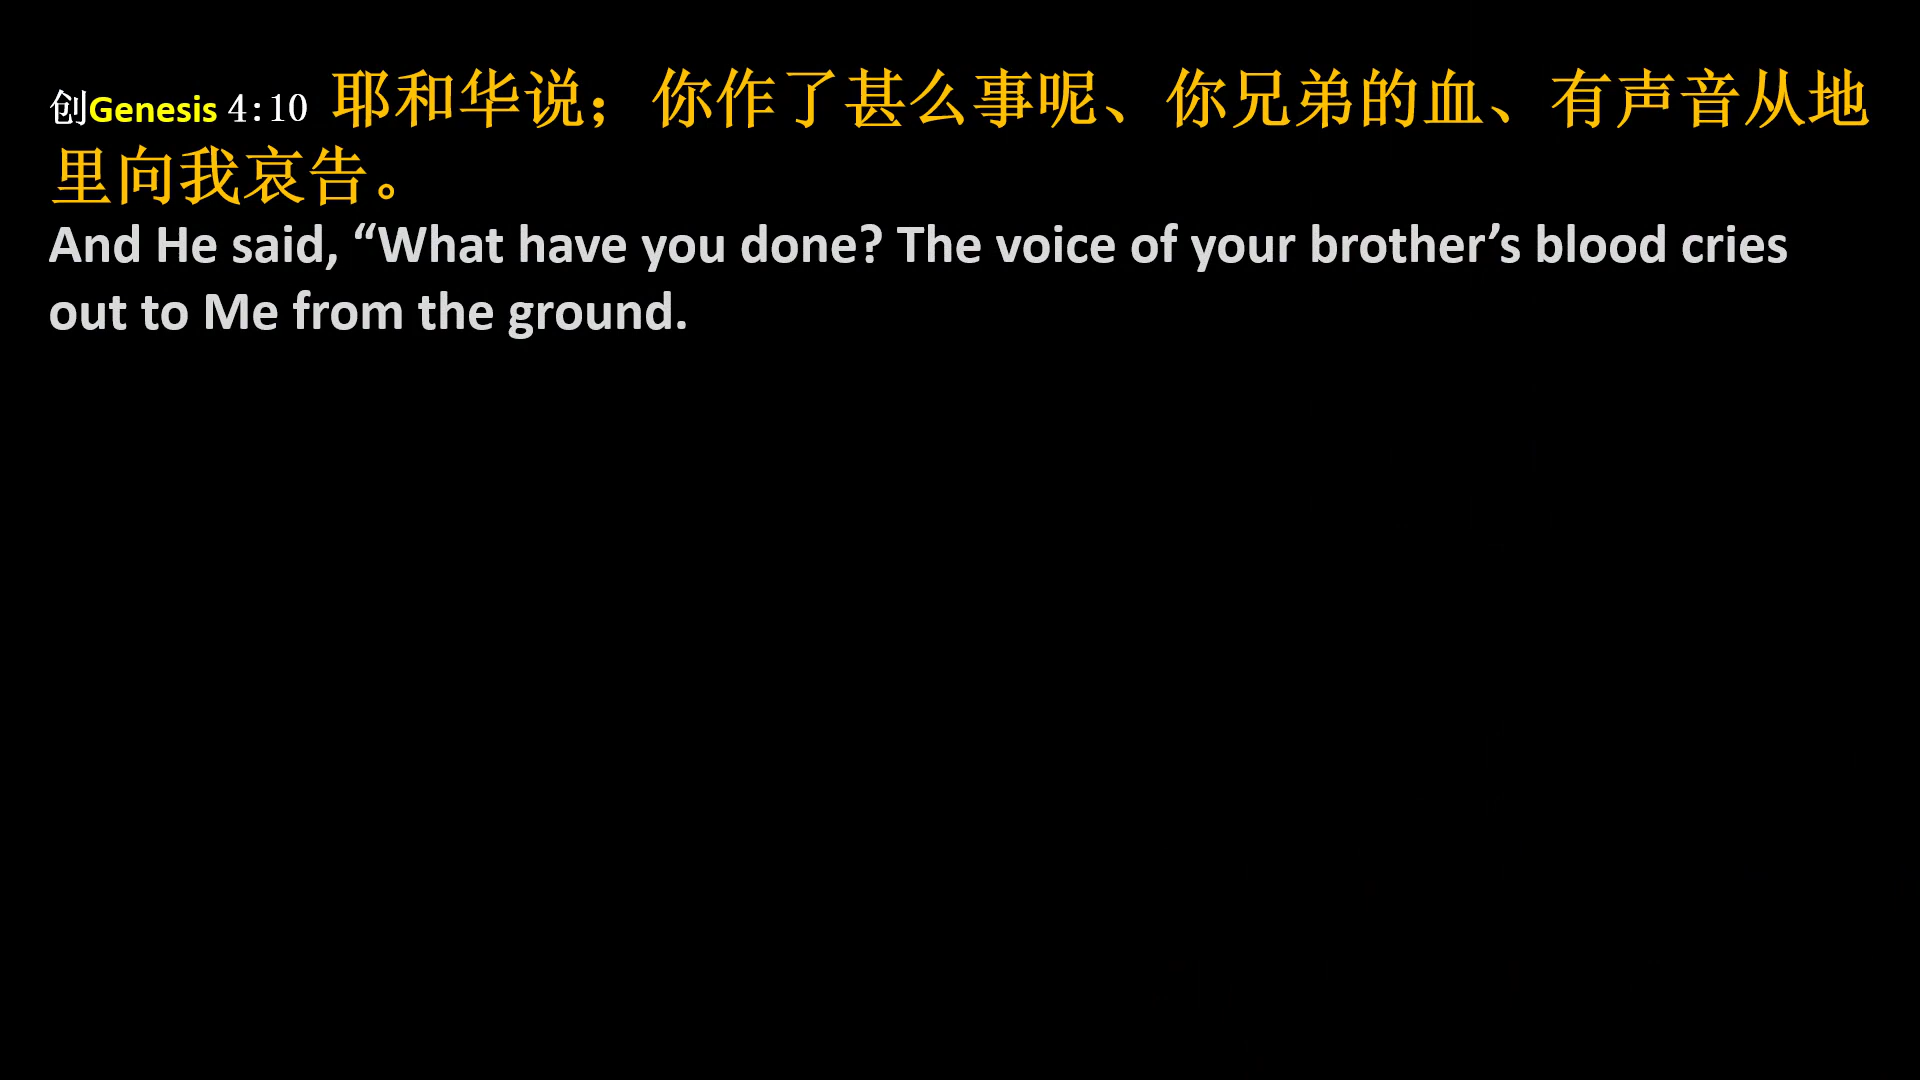 创Genesis 4:10 耶和华说；你作了甚么事呢、你兄弟的血、有声音从地
里向我哀告。
And He said, “What have you done? The voice of your brother’s blood cries
out to Me from the ground.